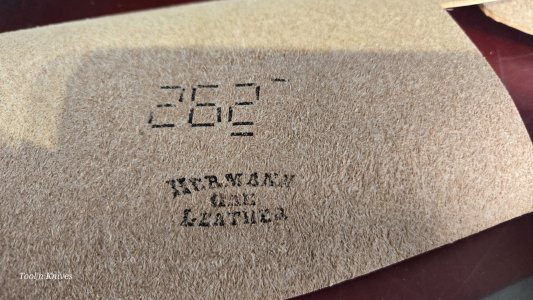 262
HERMANN
OAK
LEATHER
Tool n Knives